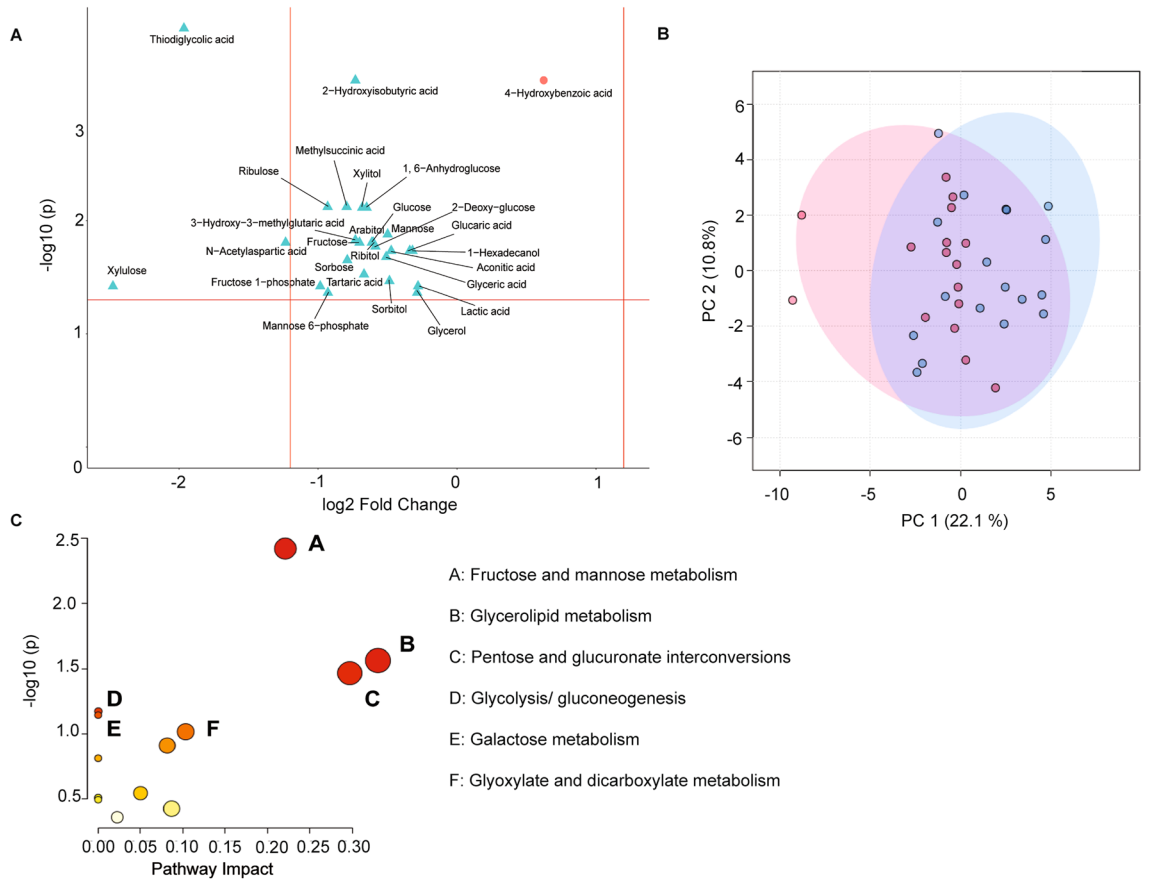 A
B
Thiodiglycolic acid
2-Hydroxyisobutyric acid
4-Hydroxybenzoic acid
Methylsuccinic acid
Ribulose
Xylitol
1, 6-Anhydroglucose
3-Hydroxy-3-methylglutaric acid
Glucose
2-Deoxy-glucose
Arabitol
Mannose
Glucaric acid
N-Acetylaspartic acid
Fructose
Ribitol
1-Hexadecanol
Xylulose
Sorbose
Aconitic acid
Fructose 1-phosphate
Tartaric acid
Glyceric acid
Sorbitol
Lactic acid
Mannose 6-phosphate
Glycerol
3
2
1
0
-log10 (p)
-2
-1
0
1
log2 Fold Change
6
4
2
0
-2
-4
-6
PC 2 (10.8%)
-10
-5
0
5
PC 1 (22.1 %)
C
2.5
2.0
1.5
1.0
0.5
-log10 (p)
A
B
C
D
E
F
0.00 0.05 0.10 0.15 0.20 0.25 0.30
Pathway Impact
A: Fructose and mannose metabolism
B: Glycerolipid metabolism
C: Pentose and glucuronate interconversions
D: Glycolysis/ gluconeogenesis
E: Galactose metabolism
F: Glyoxylate and dicarboxylate metabolism